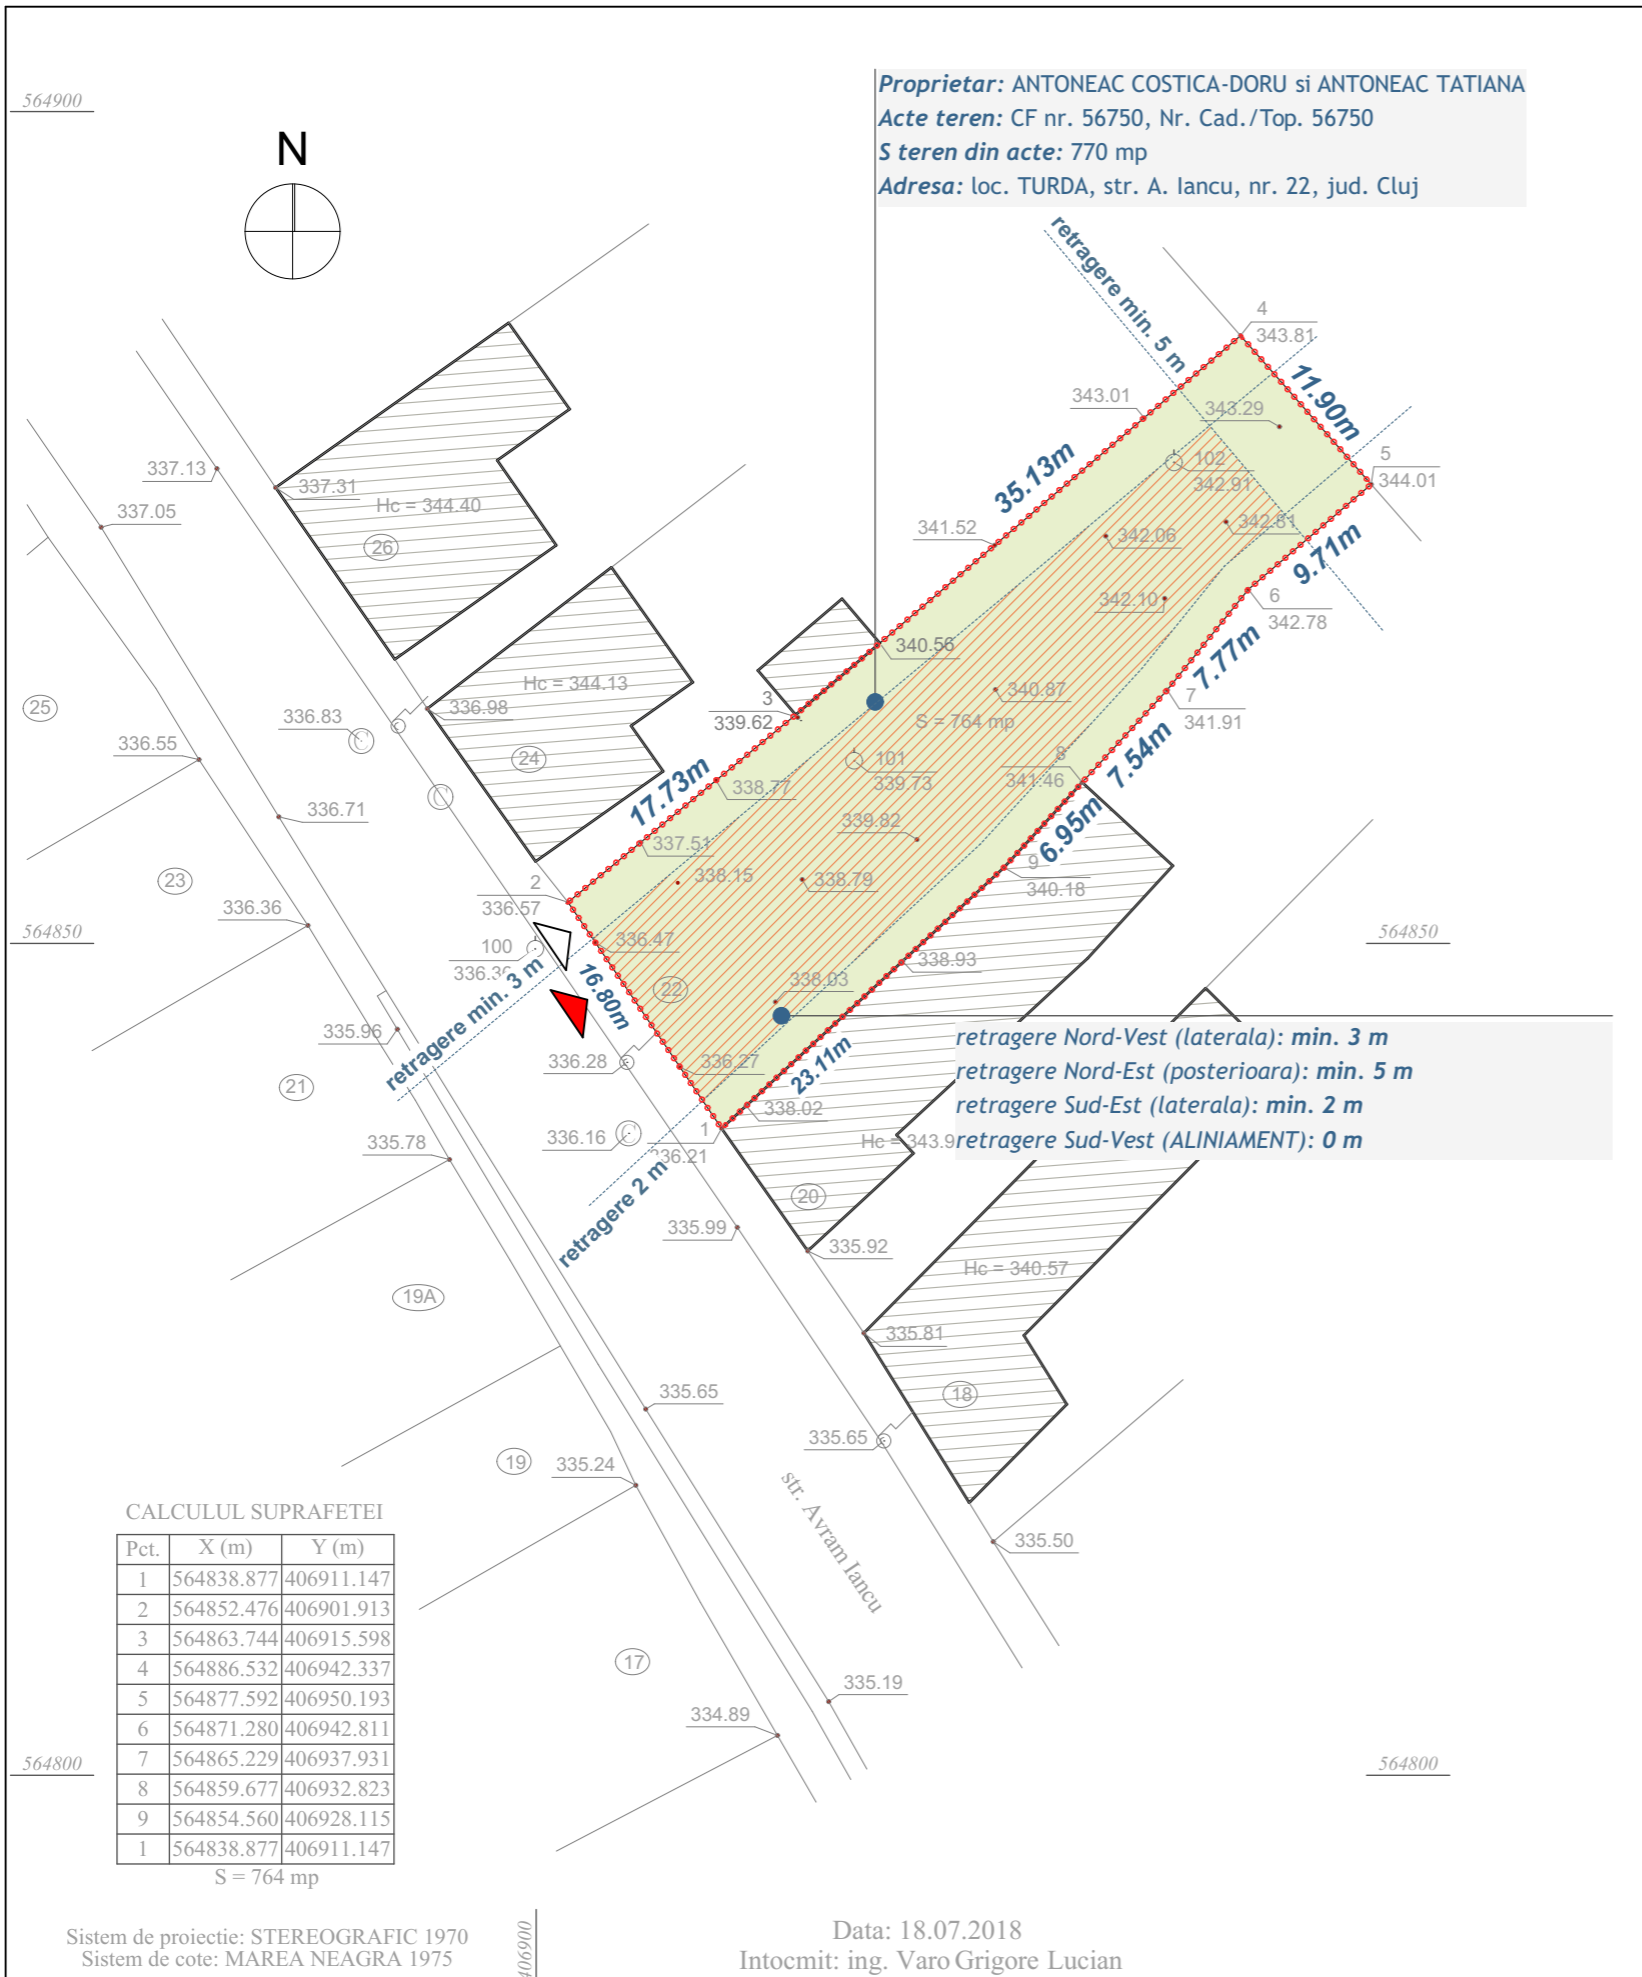 564900
N
Proprietar: ANTONEAC COSTICA-DORU si ANTONEAC TATIANA
Acte teren: CF nr. 56750, Nr. Cad./Top. 56750
S teren din acte: 770 mp
Adresa: loc. TURDA, str. A. Iancu, nr. 22, jud. Cluj
retragere min. 5 m
4
343.81
11.90m
343.01
343.29
5
344.01
35.13m
102
342.91
337.13
337.31
Hc = 344.40
337.05
26
341.52
342.06
342.81
9.71m
6
342.78
342.10
340.56
7.77m
Hc = 344.13
336.98
3
339.62
340.87
7
341.91
25
336.83
C
S = 764 mp
336.55
24
101
339.73
8
341.46
7.54m
C
17.73m
338.77
336.71
339.82
6.95m
337.51
23
2
336.57
338.15
338.79
9
340.18
336.36
564850
564850
100
336.47
338.93
retragere min. 3 m
16.80m
22
338.03
335.96
retragere Nord-Vest (laterala): min. 3 m
retragere Nord-Est (posterioara): min. 5 m
retragere Sud-Est (laterala): min. 2 m
retragere Sud-Vest (ALINIAMENT): 0 m
336.28
336.27
23.11m
21
338.02
336.16
C
1
336.21
Hc = 343.9
335.78
retragere 2 m
20
335.99
335.92
Hc = 340.57
19A
335.81
335.65
18
335.65
19
335.24
str. Avram Iancu
335.50
CALCULUL SUPRAFETEI
Pct. X (m) Y (m)
1 564838.877 406911.147
2 564852.476 406901.913
3 564863.744 406915.598
4 564886.532 406942.337
5 564877.592 406950.193
6 564871.280 406942.811
7 564865.229 406937.931
8 564859.677 406932.823
9 564854.560 406928.115
1 564838.877 406911.147
S = 764 mp
17
335.19
334.89
564800
564800
Sistem de proiectie: STEREOGRAFIC 1970
Sistem de cote: MAREA NEAGRA 1975
406900
Data: 18.07.2018
Intocmit: ing. Varo Grigore Lucian